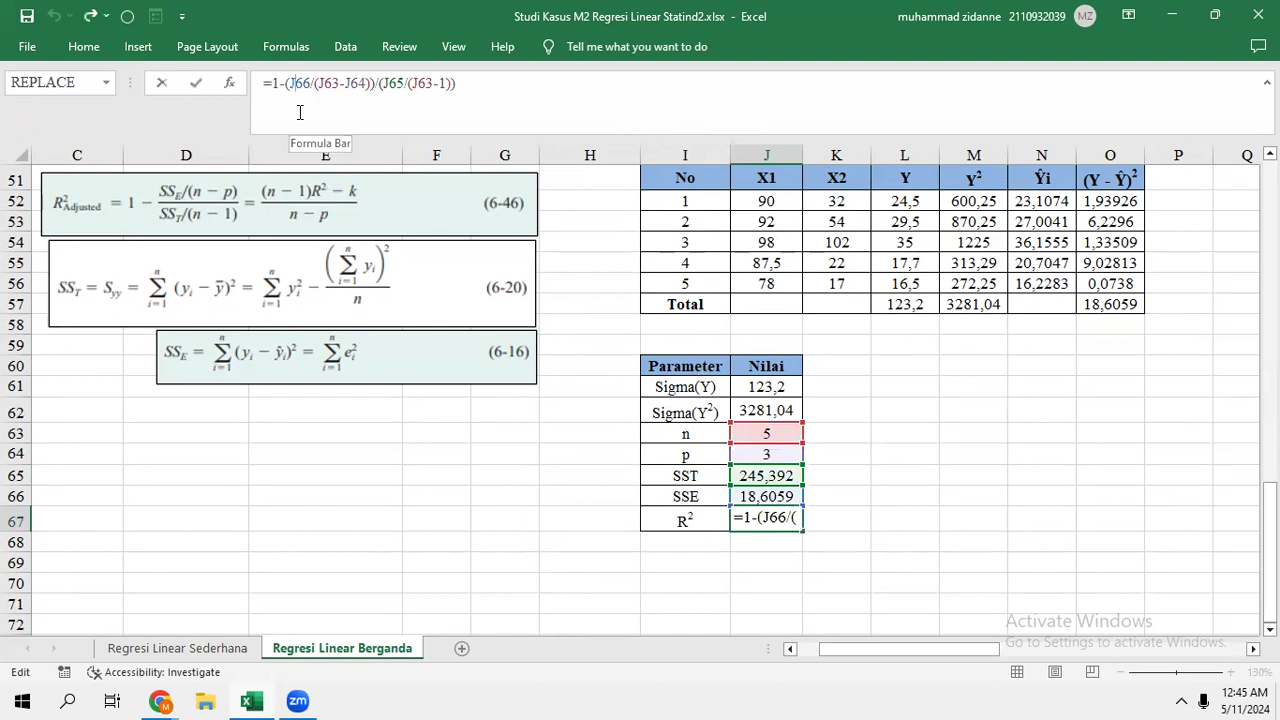 Studi Kasus M2 Regresi Linear Statind2.xlsx - Excel
muhammad zidanne 2110932039 MZ
File Home Insert Page Layout Formulas Data Review View Help Tell me what you want to do
REPLACE fx =1-(J66/(J63-J64))/(J65/(J63-1))
Formula Bar
C D E F G H I J K L M N O P Q
51 No X1 X2 Y Y² Ŷi (Y - Ŷ)²
52 1 90 32 24,5 600,25 23,1074 1,93926
53 2 92 54 29,5 870,25 27,0041 6,2296
54 3 98 102 35 1225 36,1555 1,33509
55 4 87,5 22 17,7 313,29 20,7047 9,02813
56 5 78 17 16,5 272,25 16,2283 0,0738
57 Total 123,2 3281,04 18,6059
R²Adjusted = 1 - SSE/(n - p) / SST/(n - 1) = (n - 1)R² - k / n - p (6-46)
SST = Syy = n ∑ i=1 (yi - ȳ)² = n ∑ i=1 yi² - (n ∑ i=1 yi)² / n (6-20)
SSE = n ∑ i=1 (yi - ŷi)² = n ∑ i=1 ei² (6-16)
58
59
60 Parameter Nilai
61 Sigma(Y) 123,2
62 Sigma(Y²) 3281,04
63 n 5
64 p 3
65 SST 245,392
66 SSE 18,6059
67 R² =1-(J66/(
68
69
70
71
72
Activate Windows
Go to Settings to activate Windows.
Regresi Linear Sederhana Regresi Linear Berganda
Edit Accessibility: Investigate 130%
12:45 AM
5/11/2024